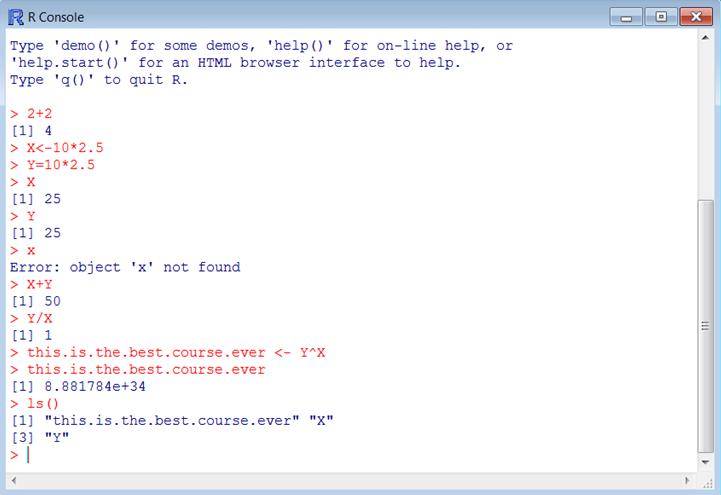 R Console
Type 'demo()' for some demos, 'help()' for on-line help, or
'help.start()' for an HTML browser interface to help.
Type 'q()' to quit R.
> 2+2
[1] 4
> X<-10*2.5
> Y=10*2.5
> X
[1] 25
> Y
[1] 25
> x
Error: object 'x' not found
> X+Y
[1] 50
> Y/X
[1] 1
> this.is.the.best.course.ever <- Y^X
> this.is.the.best.course.ever
[1] 8.881784e+34
> ls()
[1] "this.is.the.best.course.ever" "X"
[3] "Y"
>